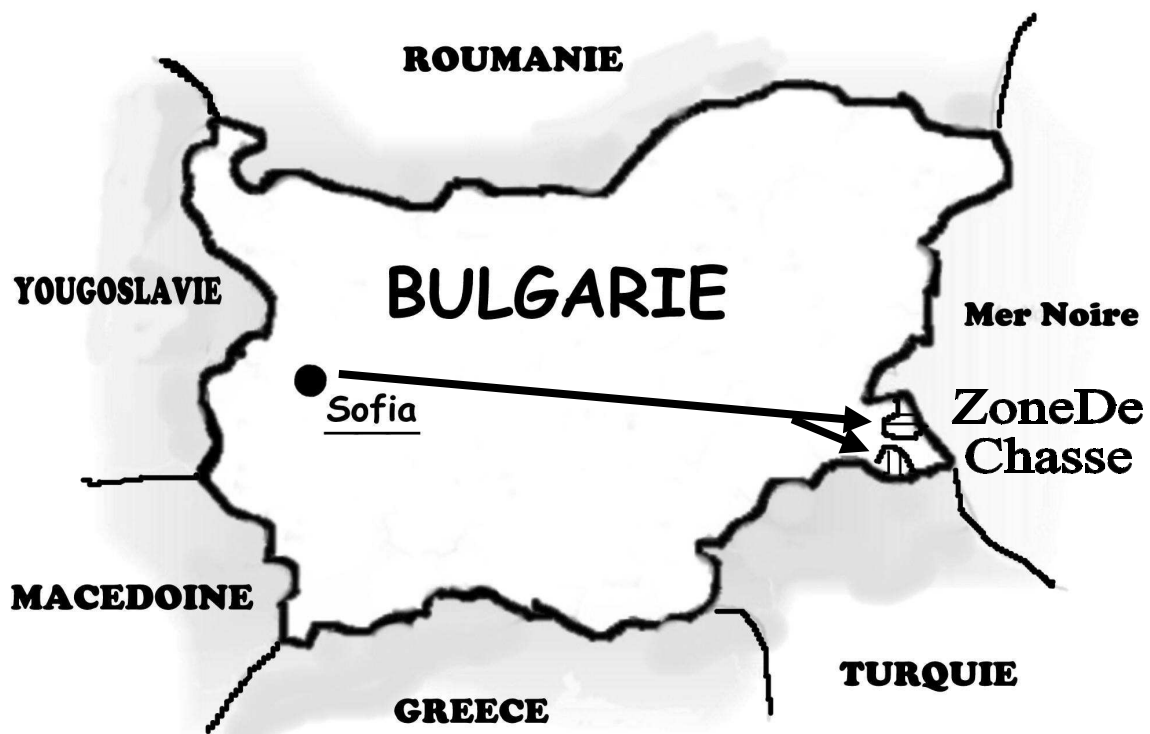 ROUMANIE
YOUGOSLAVIE
BULGARIE
Mer Noire
Sofia
ZoneDe
Chasse
MACEDOINE
TURQUIE
GREECE